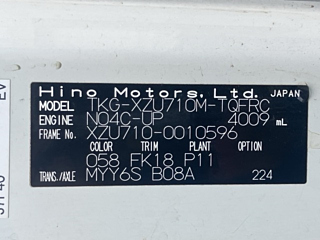 Hino Motors, Ltd. JAPAN
MODEL TKG-XZU710M-TQFRC
ENGINE N04C-UP 4009 mL
FRAME No. XZU710-0010596
COLOR TRIM PLANT OPTION
058 FK18 P11
TRANS./AXLE MYY6S B08A 224
EV